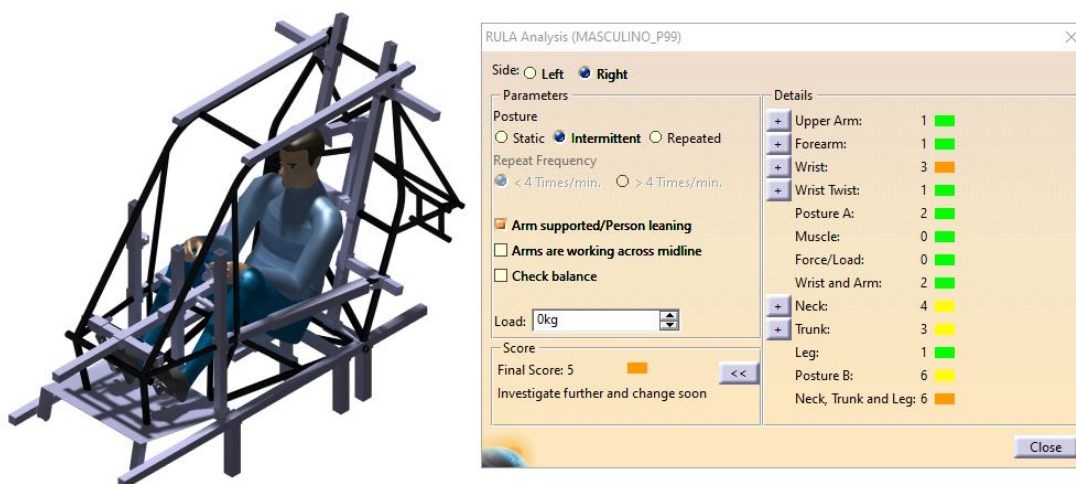 RULA Analysis (MASCULINO_P99)
Side: Left Right
Parameters
Posture
Static Intermittent Repeated
Repeat Frequency
< 4 Times/min. > 4 Times/min.
Arm supported/Person leaning
Arms are working across midline
Check balance
Load: 0kg
Score
Final Score: 5
<<
Investigate further and change soon
Details
+ Upper Arm: 1
+ Forearm: 1
+ Wrist: 3
+ Wrist Twist: 1
Posture A: 2
Muscle: 0
Force/Load: 0
Wrist and Arm: 2
+ Neck: 4
+ Trunk: 3
Leg: 1
Posture B: 6
Neck, Trunk and Leg: 6
Close